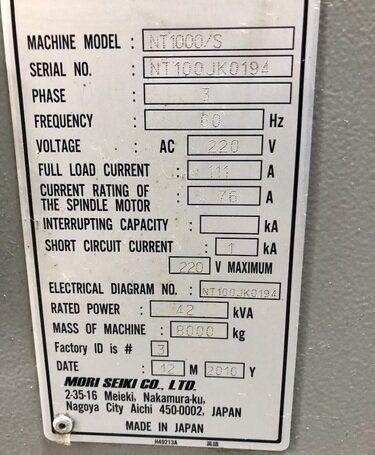 MACHINE MODEL : NT1000/S
SERIAL NO. : NT100JK0194
PHASE : 3
FREQUENCY : 60 Hz
VOLTAGE : AC 220 V
FULL LOAD CURRENT : 111 A
CURRENT RATING OF
THE SPINDLE MOTOR : 76 A
INTERRUPTING CAPACITY : kA
SHORT CIRCUIT CURRENT : 1 kA
220 V MAXIMUM
ELECTRICAL DIAGRAM NO. : NT100JK0194
RATED POWER : 42 kVA
MASS OF MACHINE : 8000 kg
Factory ID is # 3
DATE : 12 M 2010 Y
MORI SEIKI CO., LTD.
2-35-16 Meieki, Nakamura-ku,
Nagoya City Aichi 450-0002, JAPAN
MADE IN JAPAN
H49213A 英語